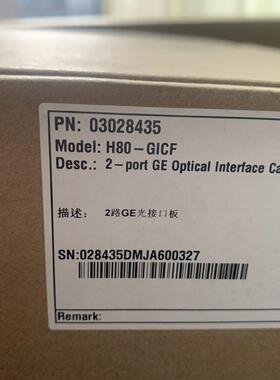 PN: 03028435
Model: H80-GICF
Desc.: 2-port GE Optical Interface Ca
描述: 2路GE光接口板
SN:028435DMJA600327
Remark: